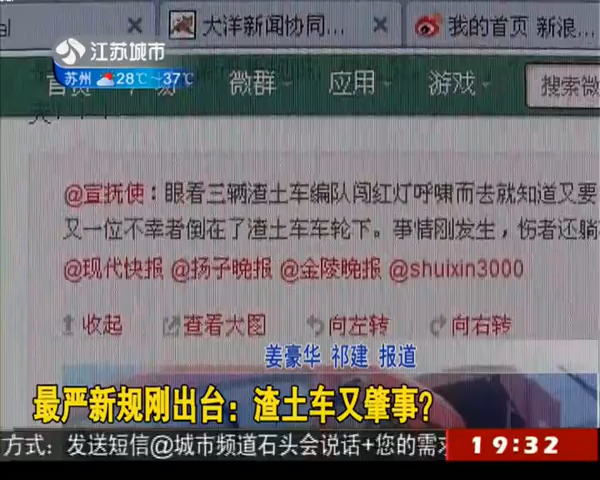 大洋新闻协同...
我的首页 新浪...
江苏城市
苏州 28℃~37℃
微群 应用 游戏 搜索微
@宣抚使：眼看三辆渣土车编队闯红灯呼啸而去就知道又要
又一位不幸者倒在了渣土车车轮下。事情刚发生，伤者还躺
@现代快报 @扬子晚报 @金陵晚报 @shuixin3000
收起 查看大图 向左转 向右转
姜豪华 祁建 报道
最严新规刚出台：渣土车又肇事？
方式：发送短信@城市频道石头会说话+您的需求
19:32